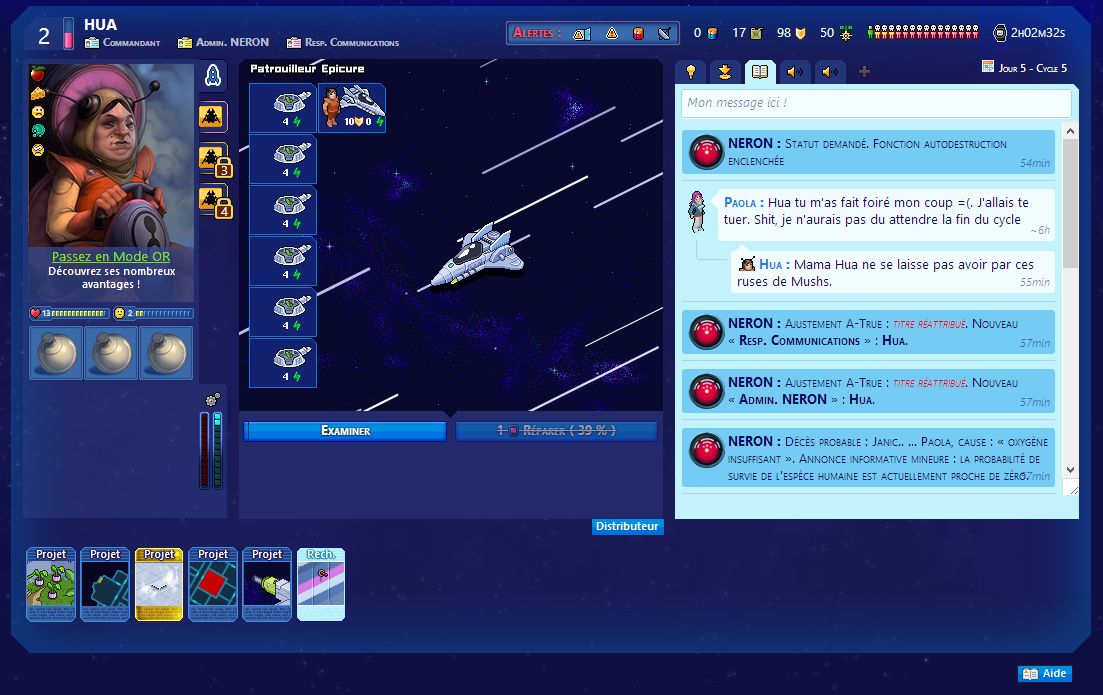 2
HUA
Commandant
Admin. NERON
Resp. Communications
Alertes :
0
17
98
50
2h02m32s
Jour 5 - Cycle 5
Patrouilleur Epicure
4
10 0
4
4
4
4
4
Passez en Mode OR
Découvrez ses nombreux
avantages !
13
2
3
4
Examiner
1 Réparer ( 39 % )
Distributeur
Mon message ici !
NERON : Statut demandé. Fonction autodestruction
enclenchée
54min
Paola : Hua tu m'as fait foiré mon coup =(. J'allais te
tuer. Shit, je n'aurais pas du attendre la fin du cycle
~6h
Hua : Mama Hua ne se laisse pas avoir par ces
ruses de Mushs.
55min
NERON : Ajustement A-True : titre réattribué. Nouveau
« Resp. Communications » : Hua.
57min
NERON : Ajustement A-True : titre réattribué. Nouveau
« Admin. NERON » : Hua.
57min
NERON : Décès probable : Janic.. ... Paola, cause : « oxygène
insuffisant ». Annonce informative mineure : la probabilité de
survie de l'espèce humaine est actuellement proche de zéro.
57min
Projet
Projet
Projet
Projet
Projet
Rech.
Aide